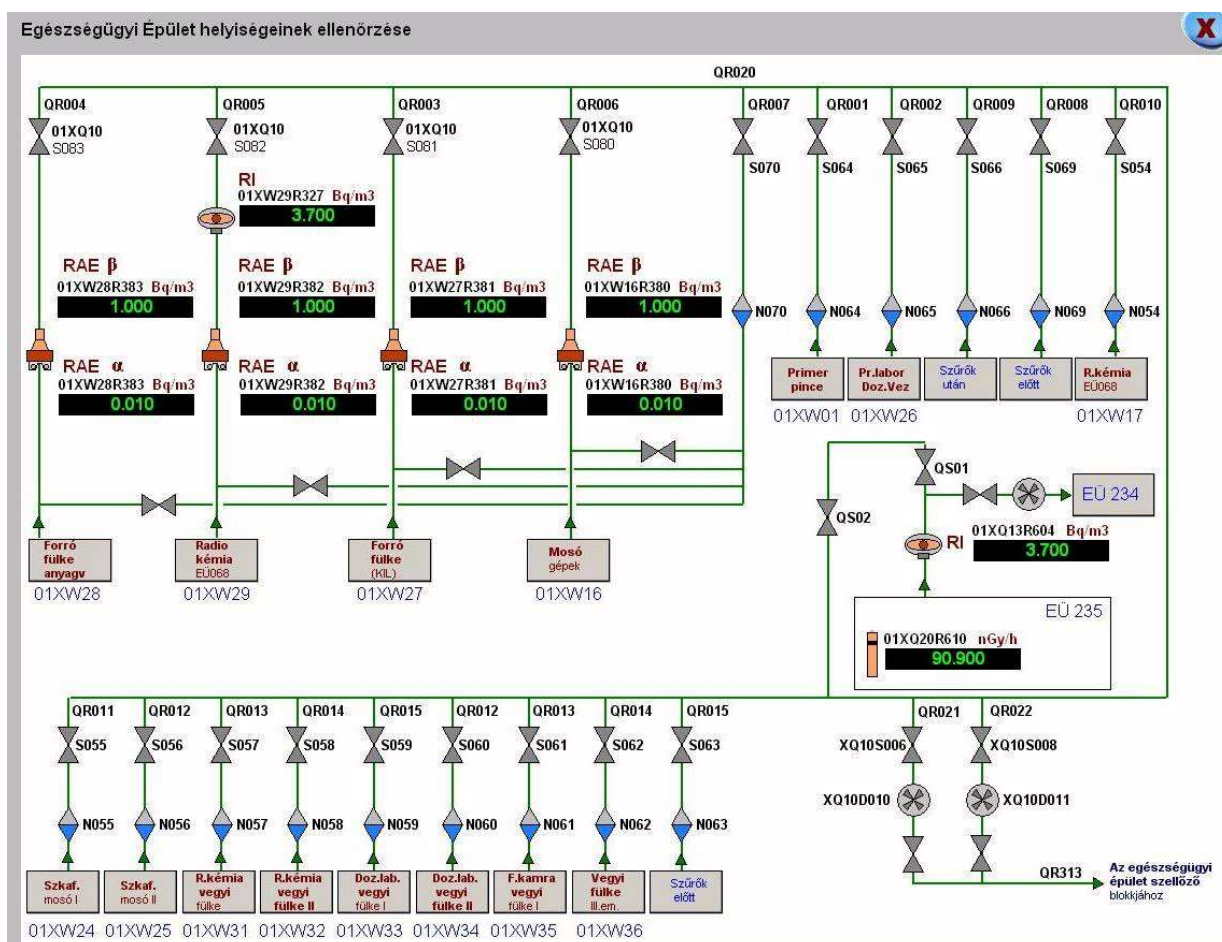 Egészségügyi Épület helyiségeinek ellenőrzése
X
QR020
QR004
QR005
QR003
QR006
QR007
QR001
QR002
QR009
QR008
QR010
01XQ10
S083
01XQ10
S082
01XQ10
S081
01XQ10
S080
S070
S064
S065
S066
S069
S054
RI
01XW29R327 Bq/m3
3.700
RAE β
01XW28R383 Bq/m3
1.000
RAE β
01XW29R382 Bq/m3
1.000
RAE β
01XW27R381 Bq/m3
1.000
RAE β
01XW16R380 Bq/m3
1.000
N070
N064
N065
N066
N069
N054
RAE α
01XW28R383 Bq/m3
0.010
RAE α
01XW29R382 Bq/m3
0.010
RAE α
01XW27R381 Bq/m3
0.010
RAE α
01XW16R380 Bq/m3
0.010
Primer
pince
01XW01
Pr.labor
Doz.Vez
01XW26
Szűrők
után
Szűrők
előtt
R.kémia
EÜ068
01XW17
QS01
QS02
EÜ 234
RI
01XQ13R604 Bq/m3
3.700
Forró
fülke
anyagv
01XW28
Radio
kémia
EÜ068
01XW29
Forró
fülke
(KIL)
01XW27
Mosó
gépek
01XW16
EÜ 235
01XQ20R610 nGy/h
90.900
QR011
QR012
QR013
QR014
QR015
QR012
QR013
QR014
QR015
QR021
QR022
S055
S056
S057
S058
S059
S060
S061
S062
S063
XQ10S006
XQ10S008
XQ10D010
XQ10D011
N055
N056
N057
N058
N059
N060
N061
N062
N063
Szkaf.
mosó I
01XW24
Szkaf.
mosó II
01XW25
R.kémia
vegyi
fülke
01XW31
R.kémia
vegyi
fülke II
01XW32
Doz.lab.
vegyi
fülke I
01XW33
Doz.lab.
vegyi
fülke II
01XW34
F.kamra
vegyi
fülke I
01XW35
Vegyi
fülke
III.em.
01XW36
Szűrők
előtt
QR313
Az egészségügyi
épület szellőző
blokkjához